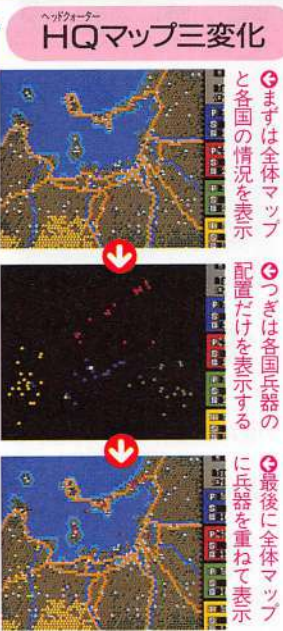 ヘッドクォーター
HQマップ三変化
まずは全体マップ
と各国の情況を表示
つぎは各国兵器の
配置だけを表示する
最後に全体マップ
に兵器を重ねて表示